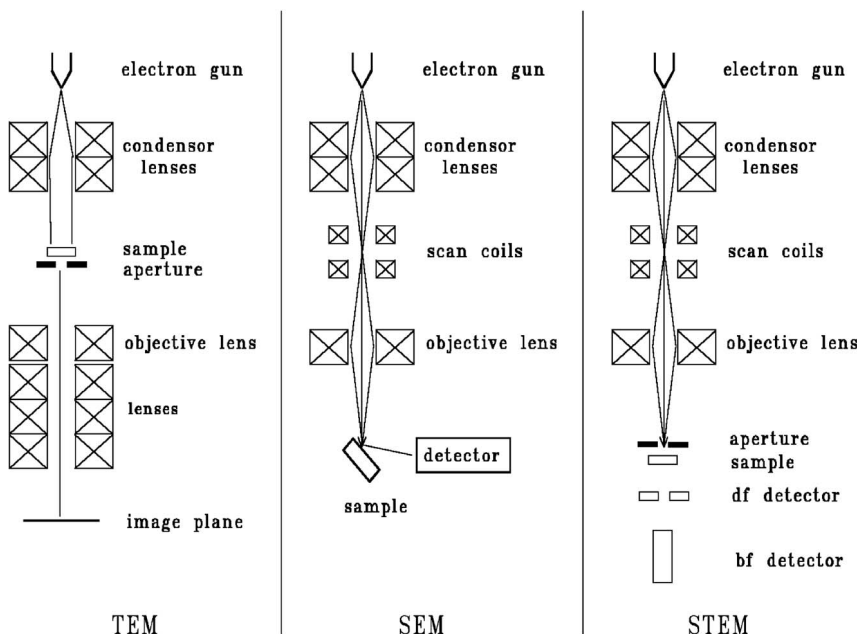 electron gun
condensor
lenses
sample
aperture
objective lens
lenses
image plane
TEM
electron gun
condensor
lenses
scan coils
objective lens
detector
sample
SEM
electron gun
condensor
lenses
scan coils
objective lens
aperture
sample
df detector
bf detector
STEM